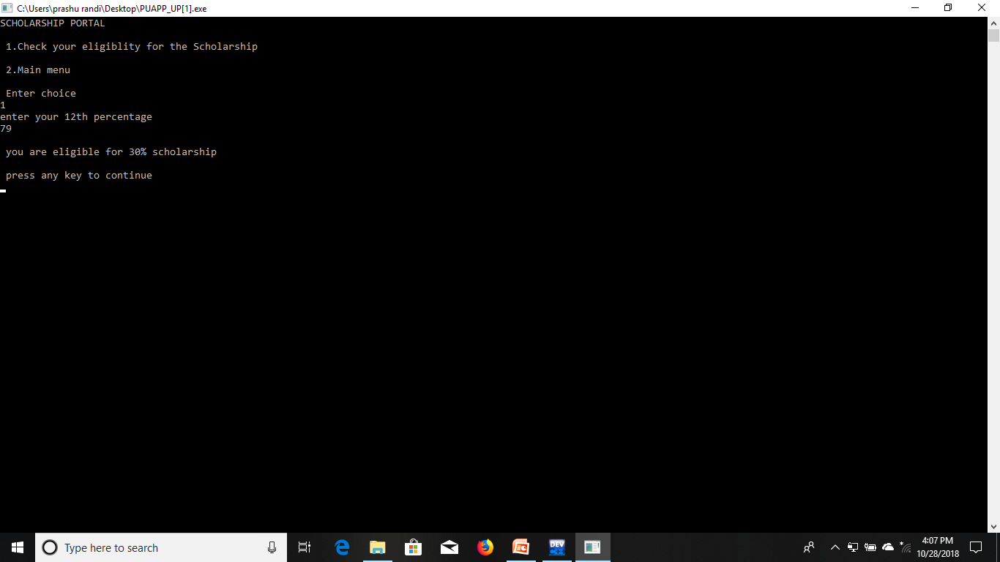 C:\Users\prashu randi\Desktop\PUAPP_UP[1].exe
SCHOLARSHIP PORTAL
1.Check your eligiblity for the Scholarship
2.Main menu
Enter choice
1
enter your 12th percentage
79
you are eligible for 30% scholarship
press any key to continue
Type here to search
DEV
4:07 PM
10/28/2018